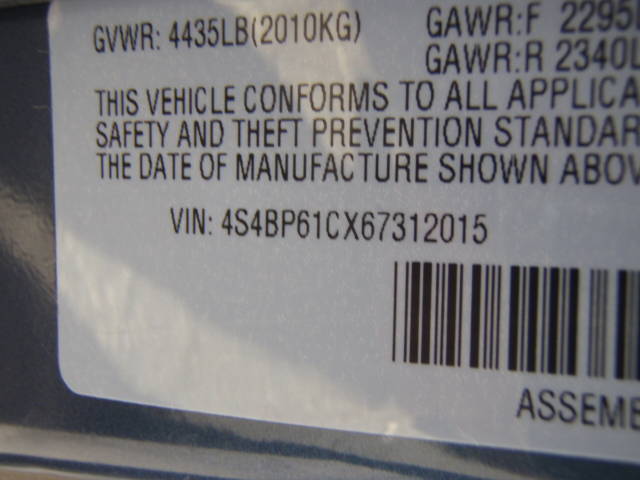 GVWR: 4435LB(2010KG) GAWR:F 2295
GAWR:R 2340L
THIS VEHICLE CONFORMS TO ALL APPLICA
SAFETY AND THEFT PREVENTION STANDAR
THE DATE OF MANUFACTURE SHOWN ABOV
VIN: 4S4BP61CX67312015
ASSEMB